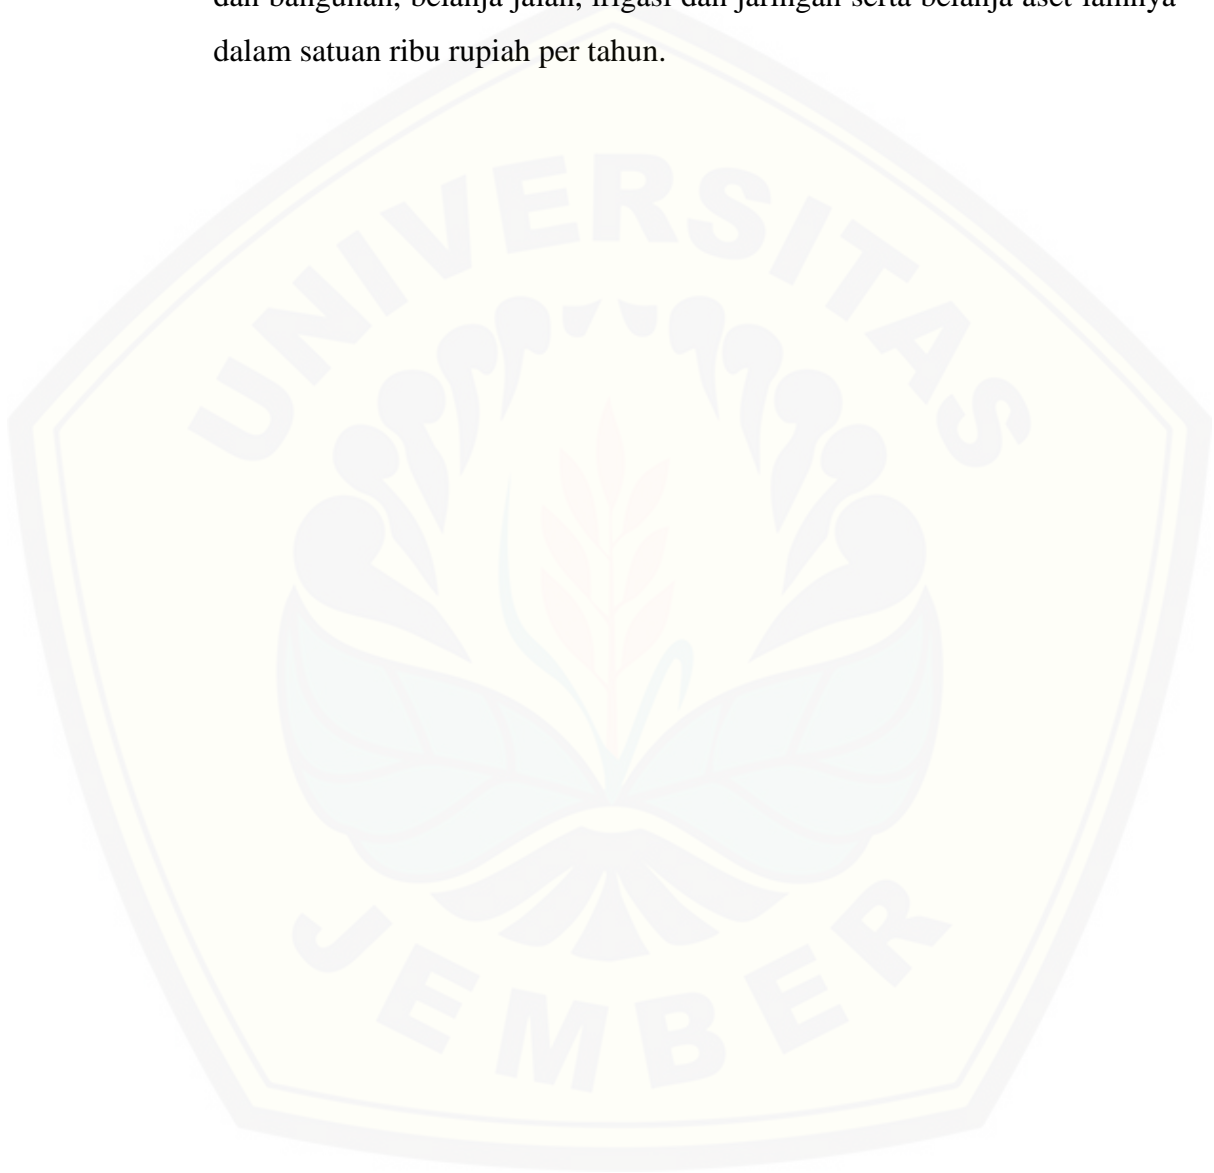 dan bangunan, belanja jalan, irigasi dan jaringan serta belanja aset lainnya
dalam satuan ribu rupiah per tahun.
UNIVERSITAS
JEMBER